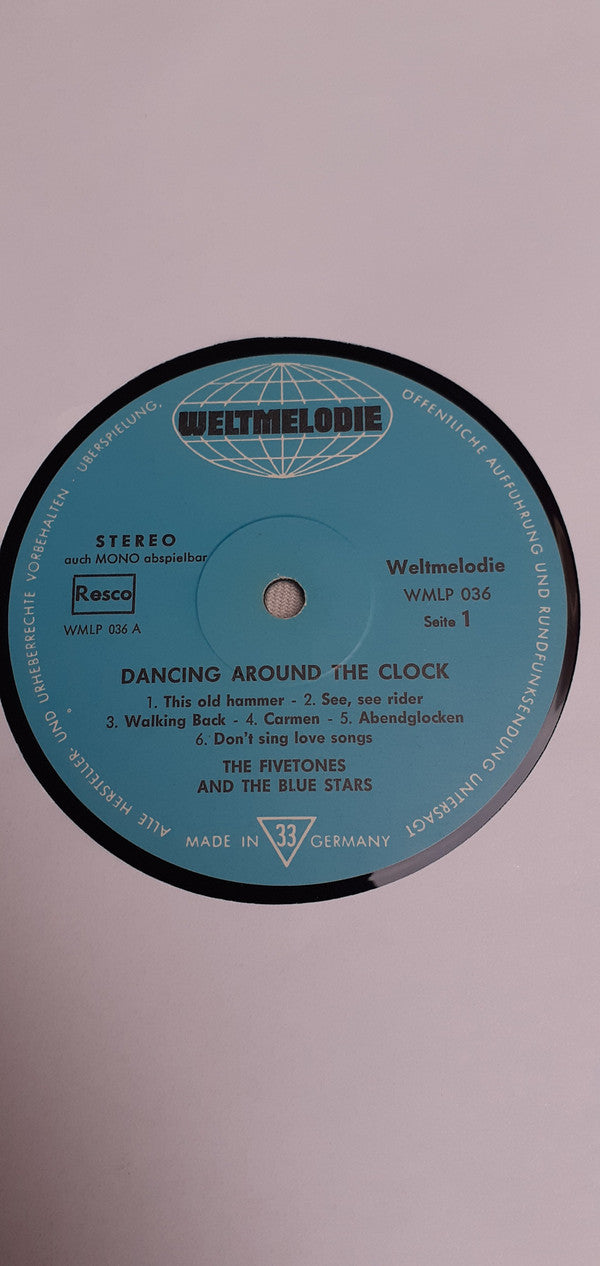 WELTMELODIE
ALLE HERSTELLER- UND URHEBERRECHTE VORBEHALTEN · ÜBERSPIELUNG,
ÖFFENTLICHE AUFFÜHRUNG UND RUNDFUNKSENDUNG UNTERSAGT
STEREO
auch MONO abspielbar
Resco
WMLP 036 A
Weltmelodie
WMLP 036
Seite 1
DANCING AROUND THE CLOCK
1. This old hammer - 2. See, see rider
3. Walking Back - 4. Carmen - 5. Abendglocken
6. Don't sing love songs
THE FIVETONES
AND THE BLUE STARS
MADE IN 33 GERMANY